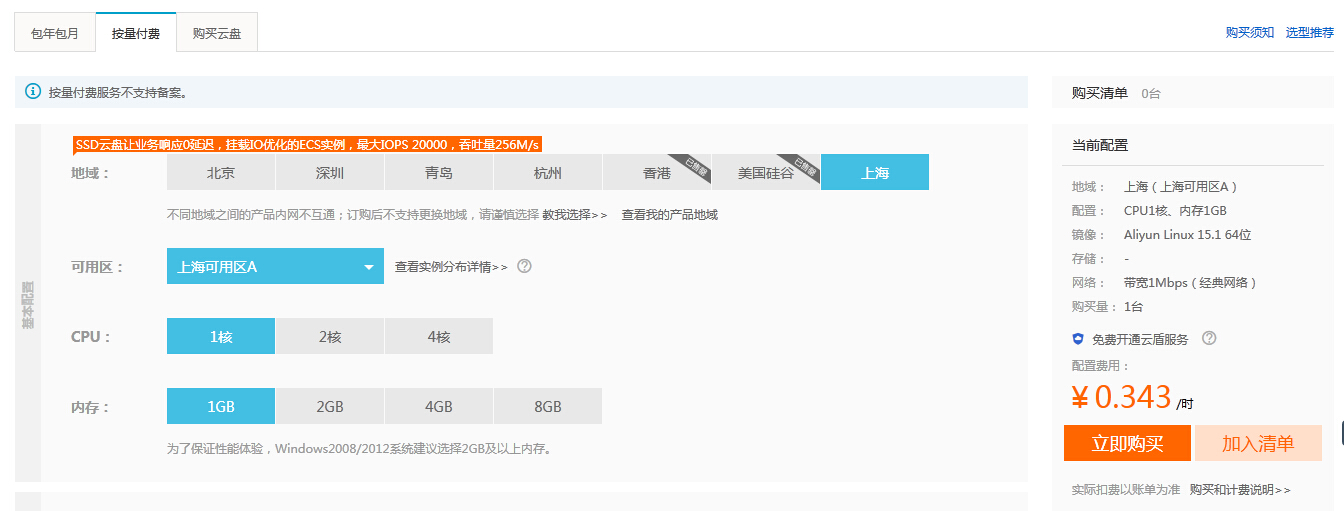 包年包月 按量付费 购买云盘 购买须知 选型推荐
按量付费服务不支持备案。
购买清单 0台
基本配置
SSD云盘让业务响应0延迟，挂载IO优化的ECS实例，最大IOPS 20000，吞吐量256M/s
地域： 北京 深圳 青岛 杭州 香港 已售罄 美国硅谷 已售罄 上海
不同地域之间的产品内网不互通；订购后不支持更换地域，请谨慎选择 教我选择>> 查看我的产品地域
可用区： 上海可用区A 查看实例分布详情>>
CPU： 1核 2核 4核
内存： 1GB 2GB 4GB 8GB
为了保证性能体验，Windows2008/2012系统建议选择2GB及以上内存。
当前配置
地域： 上海（上海可用区A）
配置： CPU1核、内存1GB
镜像： Aliyun Linux 15.1 64位
存储： -
网络： 带宽1Mbps（经典网络）
购买量： 1台
免费开通云盾服务
配置费用：
¥ 0.343 /时
立即购买 加入清单
实际扣费以账单为准 购买和计费说明>>